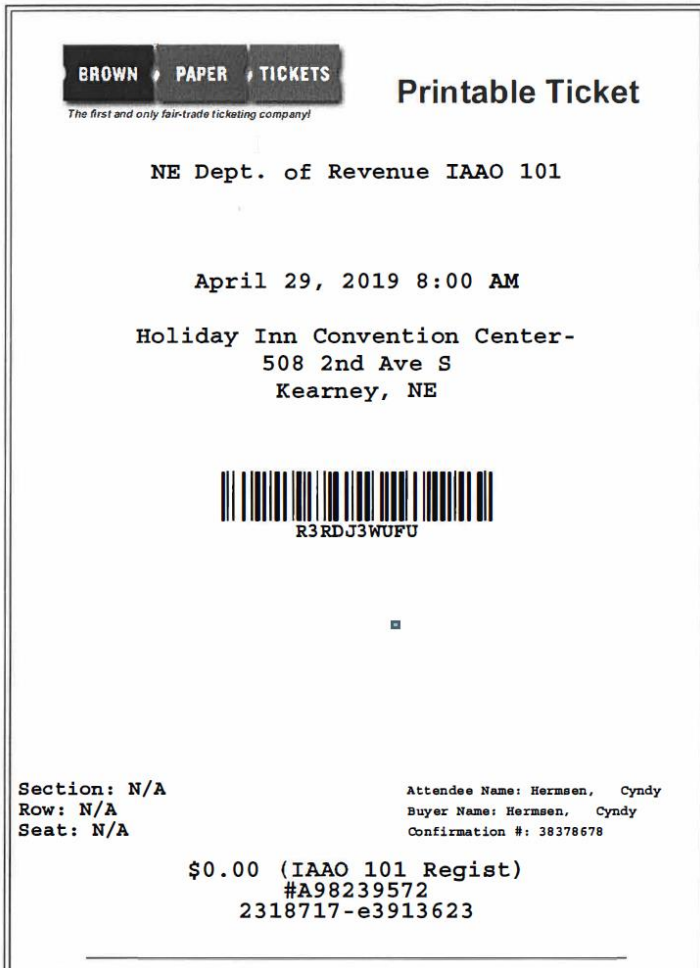 BROWN PAPER TICKETS
The first and only fair-trade ticketing company!
Printable Ticket
NE Dept. of Revenue IAAO 101
April 29, 2019 8:00 AM
Holiday Inn Convention Center-
508 2nd Ave S
Kearney, NE
R3RDJ3WUFU
Section: N/A
Row: N/A
Seat: N/A
Attendee Name: Hermsen, Cyndy
Buyer Name: Hermsen, Cyndy
Confirmation #: 38378678
$0.00 (IAAO 101 Regist)
#A98239572
2318717-e3913623